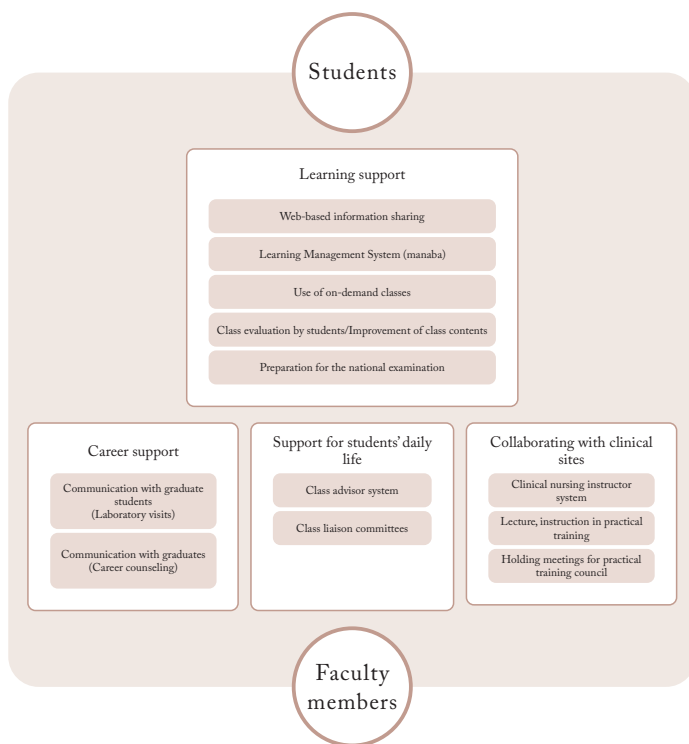 Students
Learning support
Web-based information sharing
Learning Management System (manaba)
Use of on-demand classes
Class evaluation by students/Improvement of class contents
Preparation for the national examination
Career support
Communication with graduate
students
(Laboratory visits)
Communication with graduates
(Career counseling)
Support for students' daily
life
Class advisor system
Class liaison committees
Collaborating with clinical
sites
Clinical nursing instructor
system
Lecture, instruction in practical
training
Holding meetings for practical
training council
Faculty
members